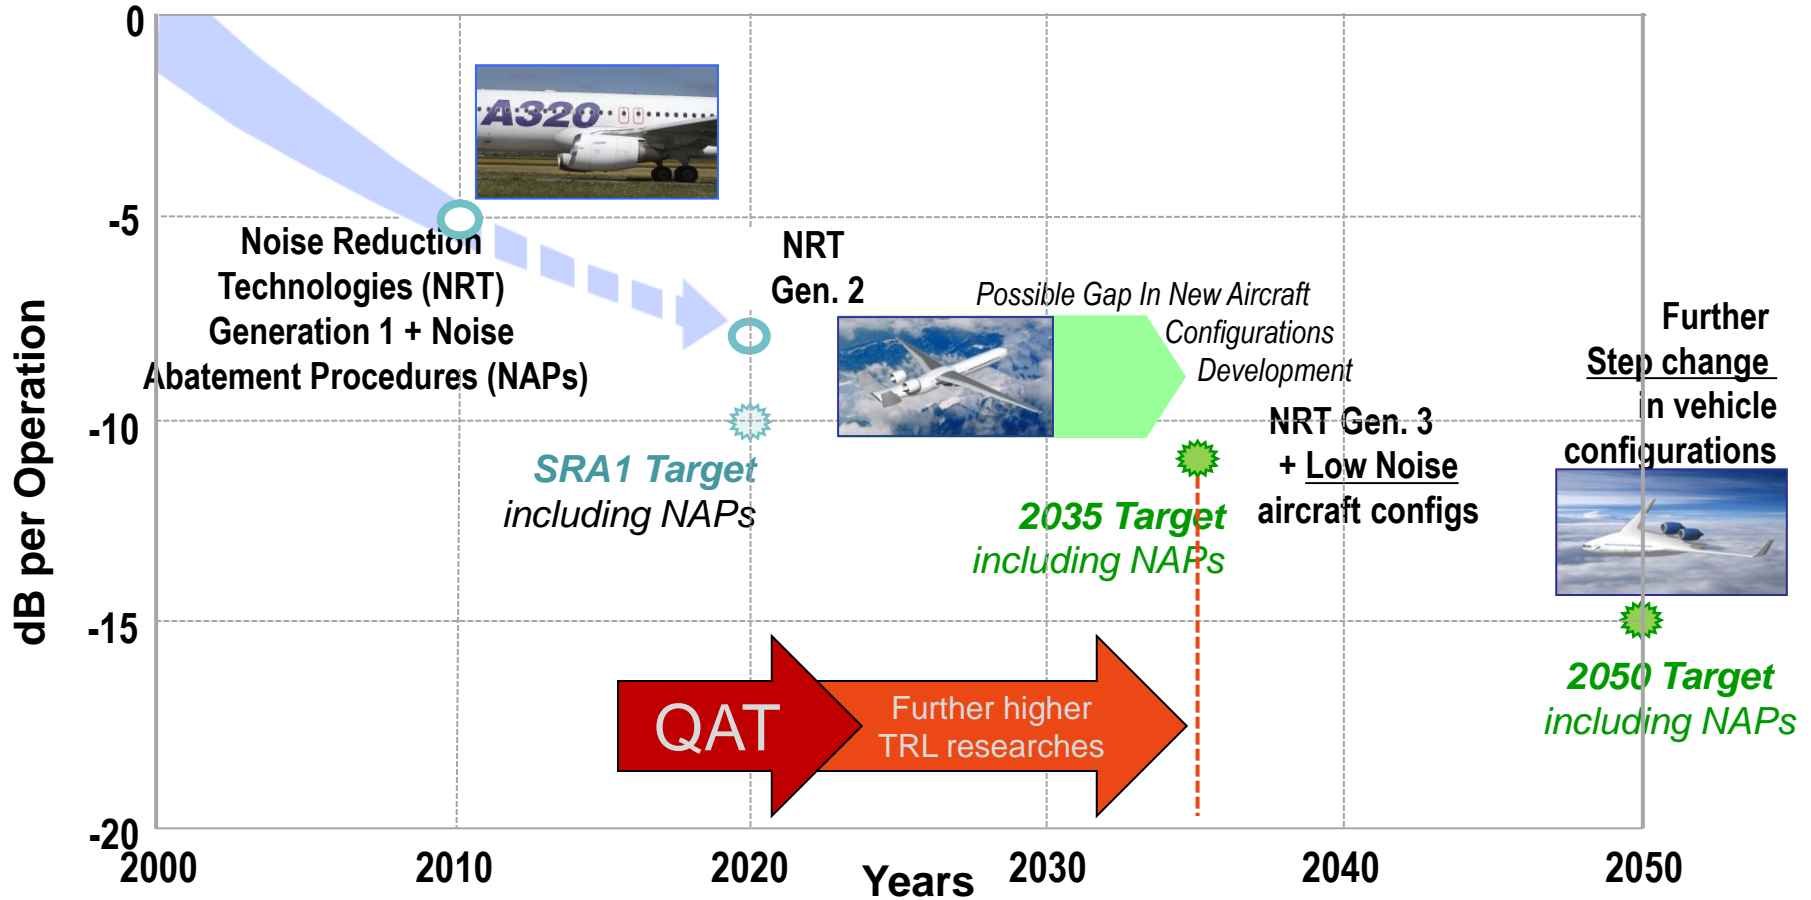 0
-5
-10
-15
-20
dB per Operation
A320
Noise Reduction
Technologies (NRT)
Generation 1 + Noise
Abatement Procedures (NAPs)
NRT
Gen. 2
SRA1 Target
including NAPs
Possible Gap In New Aircraft
Configurations
Development
NRT Gen. 3
+ Low Noise
aircraft configs
2035 Target
including NAPs
Further
Step change
in vehicle
configurations
2050 Target
including NAPs
QAT
Further higher
TRL researches
2000
2010
2020
2030
2040
2050
Years